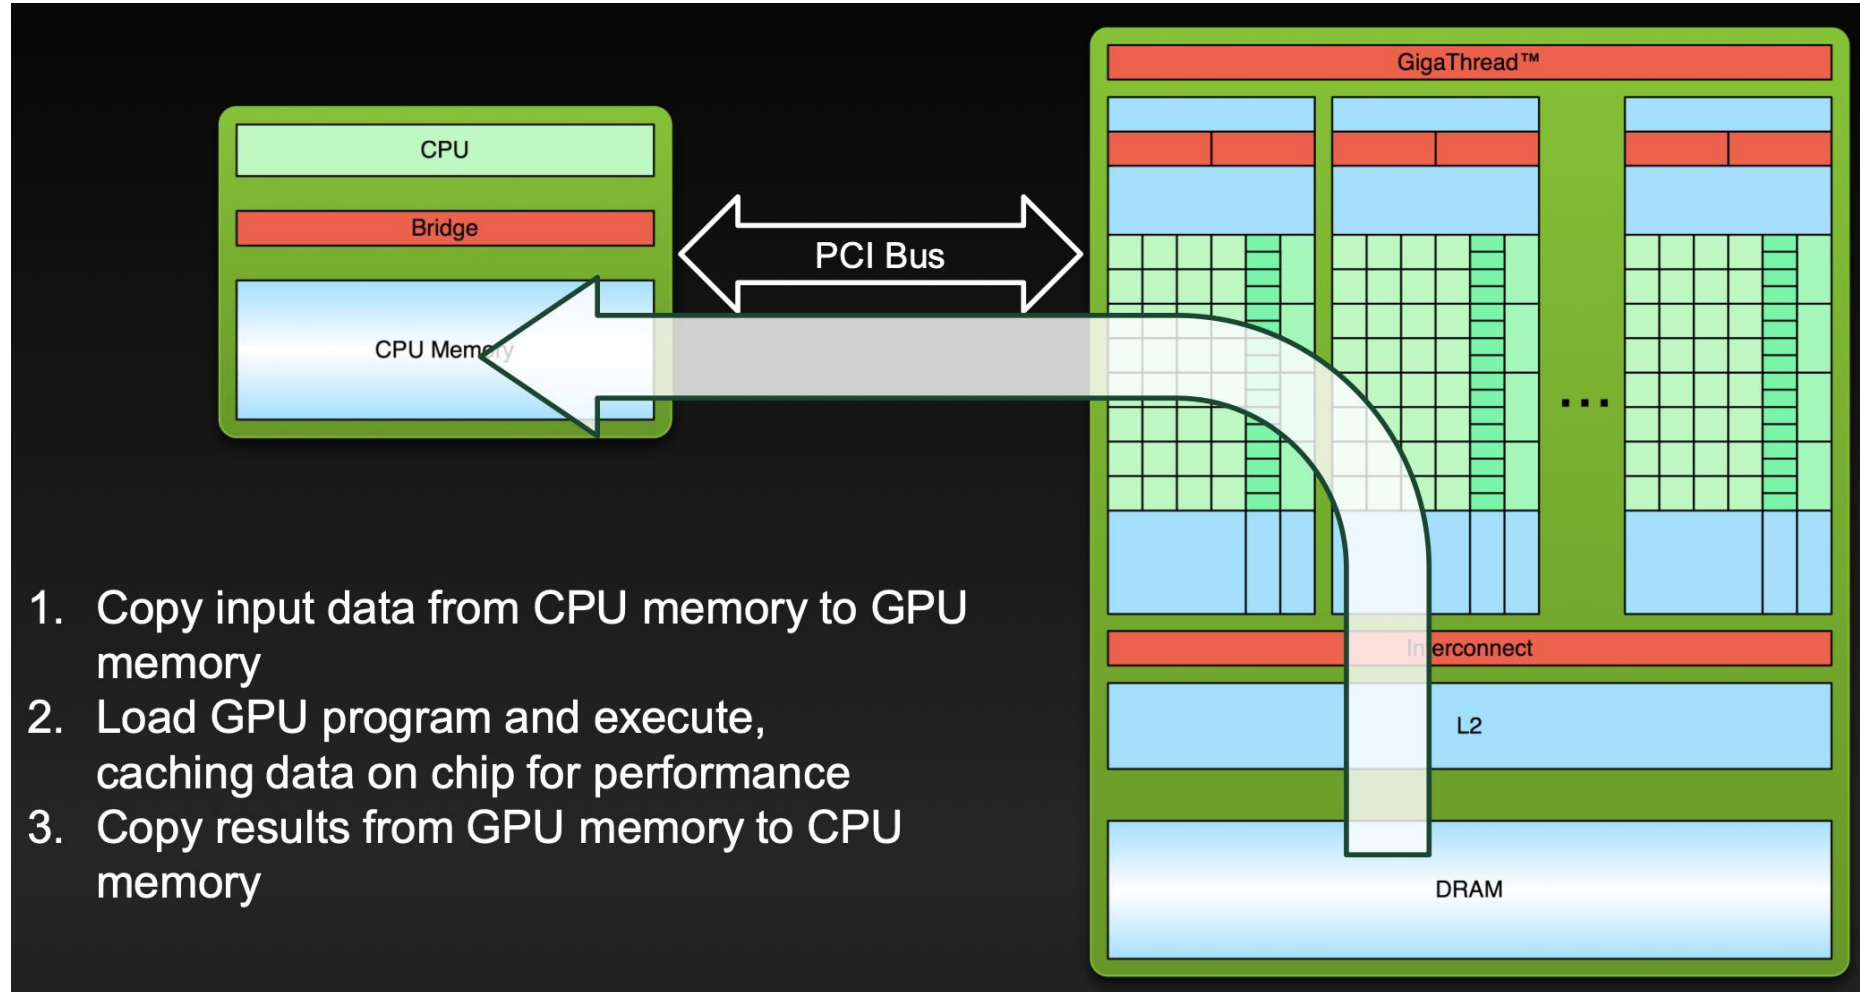 GigaThread™
CPU
Bridge
PCI Bus
CPU Memory
...
1. Copy input data from CPU memory to GPU
memory
2. Load GPU program and execute,
caching data on chip for performance
3. Copy results from GPU memory to CPU
memory
Interconnect
L2
DRAM